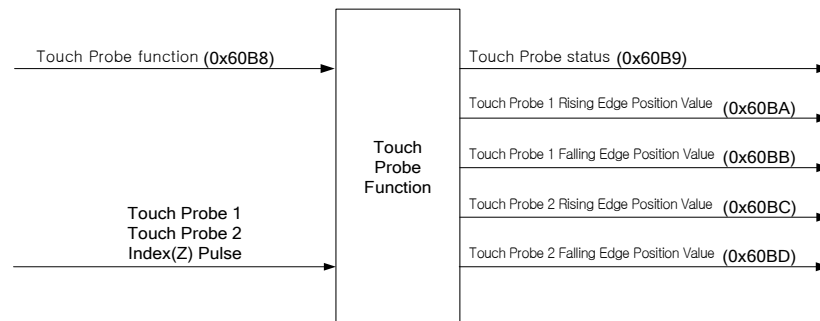 Touch Probe function (0x60B8)
Touch Probe 1
Touch Probe 2
Index(Z) Pulse
Touch
Probe
Function
Touch Probe status (0x60B9)
Touch Probe 1 Rising Edge Position Value (0x60BA)
Touch Probe 1 Falling Edge Position Value (0x60BB)
Touch Probe 2 Rising Edge Position Value (0x60BC)
Touch Probe 2 Falling Edge Position Value (0x60BD)